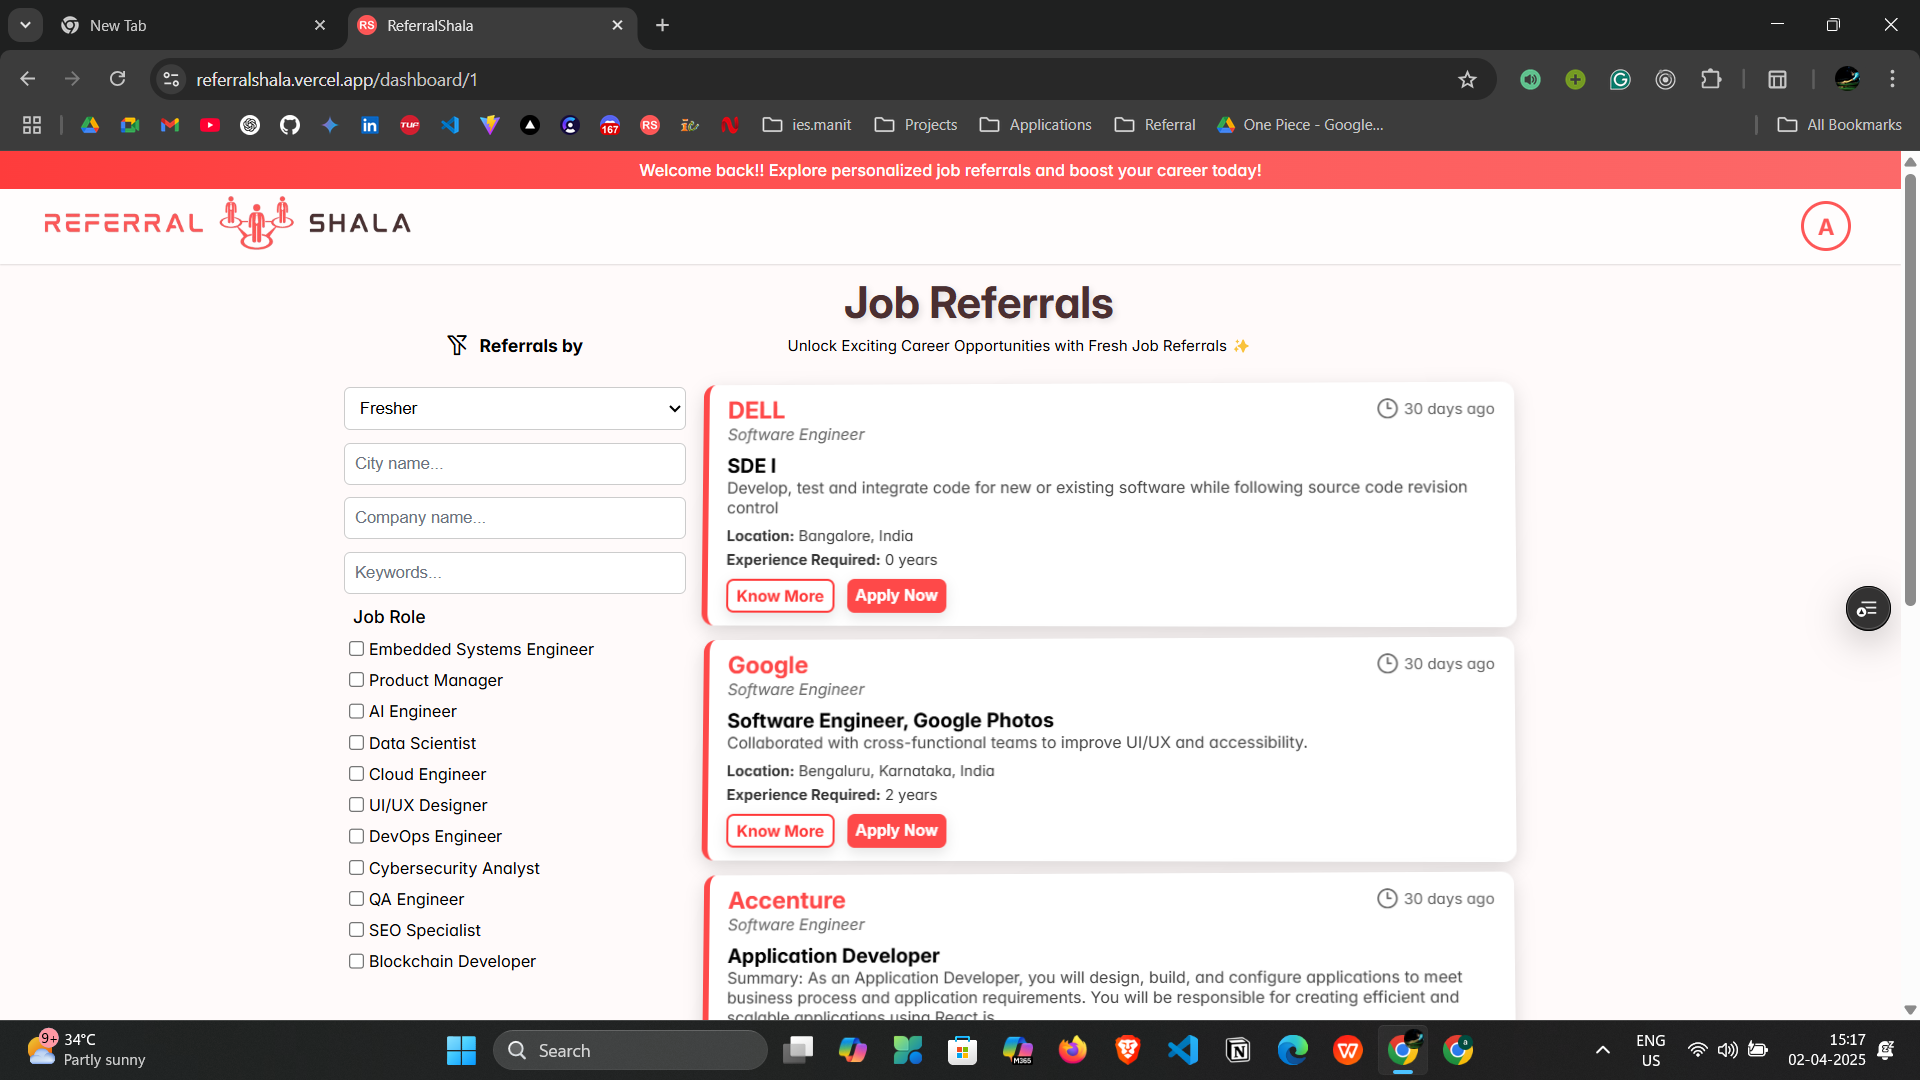 New Tab
RS
ReferralShala
referralshala.vercel.app/dashboard/1
TUF
167
RS
ies.manit
Projects
Applications
Referral
One Piece - Google...
All Bookmarks
Welcome back!! Explore personalized job referrals and boost your career today!
REFERRAL SHALA
A
Job Referrals
Referrals by
Unlock Exciting Career Opportunities with Fresh Job Referrals ✨
Fresher
City name...
Company name...
Keywords...
Job Role
Embedded Systems Engineer
Product Manager
AI Engineer
Data Scientist
Cloud Engineer
UI/UX Designer
DevOps Engineer
Cybersecurity Analyst
QA Engineer
SEO Specialist
Blockchain Developer
DELL
30 days ago
Software Engineer
SDE I
Develop, test and integrate code for new or existing software while following source code revision
control
Location: Bangalore, India
Experience Required: 0 years
Know More
Apply Now
Google
30 days ago
Software Engineer
Software Engineer, Google Photos
Collaborated with cross-functional teams to improve UI/UX and accessibility.
Location: Bengaluru, Karnataka, India
Experience Required: 2 years
Know More
Apply Now
Accenture
30 days ago
Software Engineer
Application Developer
Summary: As an Application Developer, you will design, build, and configure applications to meet
business process and application requirements. You will be responsible for creating efficient and
scalable applications using React.js
9+
34°C
Partly sunny
Search
M365
ENG
US
15:17
02-04-2025